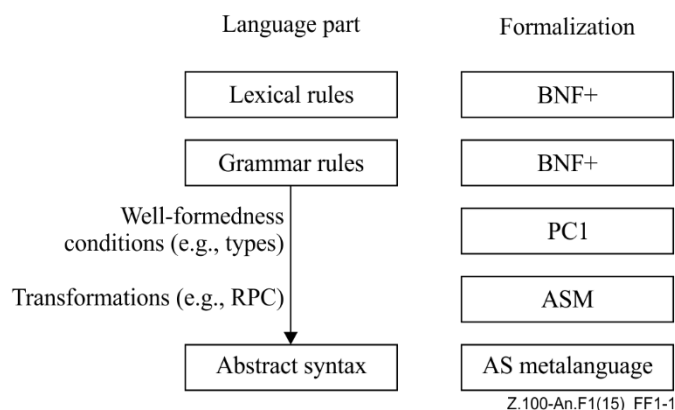 Language part Formalization
Lexical rules BNF+
Grammar rules BNF+
Well-formedness
conditions (e.g., types) PC1
Transformations (e.g., RPC) ASM
Abstract syntax AS metalanguage
Z.100-An.F1(15)_FF1-1